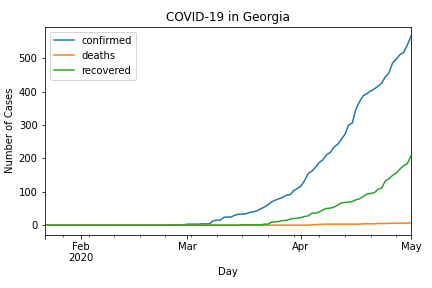 COVID-19 in Georgia
confirmed
deaths
recovered
Number of Cases
500
400
300
200
100
0
Feb
2020
Mar
Apr
May
Day